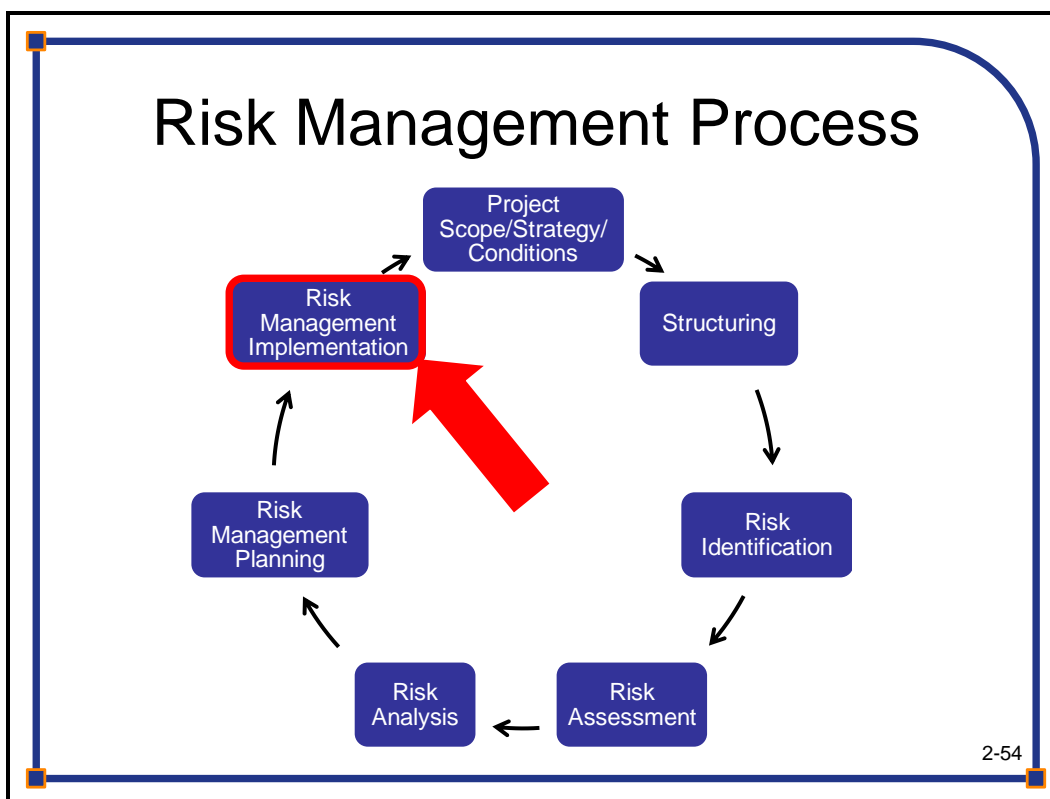 Risk Management Process
Project
Scope/Strategy/
Conditions
Structuring
Risk
Identification
Risk
Assessment
Risk
Analysis
Risk
Management
Planning
Risk
Management
Implementation
2-54